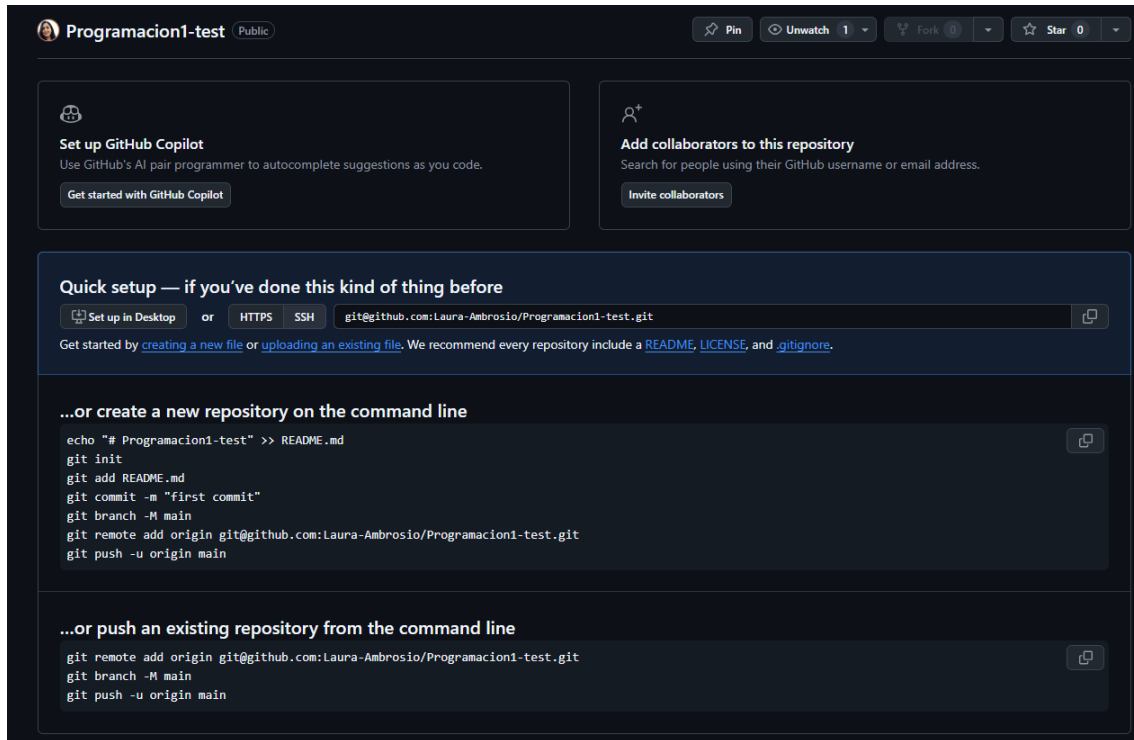 Programacion1-test Public Pin Unwatch 1 Fork 0 Star 0
Set up GitHub Copilot
Use GitHub's AI pair programmer to autocomplete suggestions as you code.
Get started with GitHub Copilot
Add collaborators to this repository
Search for people using their GitHub username or email address.
Invite collaborators
Quick setup — if you've done this kind of thing before
Set up in Desktop or HTTPS SSH git@github.com:Laura-Ambrosio/Programacion1-test.git
Get started by creating a new file or uploading an existing file. We recommend every repository include a README, LICENSE, and .gitignore.
...or create a new repository on the command line
echo "# Programacion1-test" >> README.md
git init
git add README.md
git commit -m "first commit"
git branch -M main
git remote add origin git@github.com:Laura-Ambrosio/Programacion1-test.git
git push -u origin main
...or push an existing repository from the command line
git remote add origin git@github.com:Laura-Ambrosio/Programacion1-test.git
git branch -M main
git push -u origin main